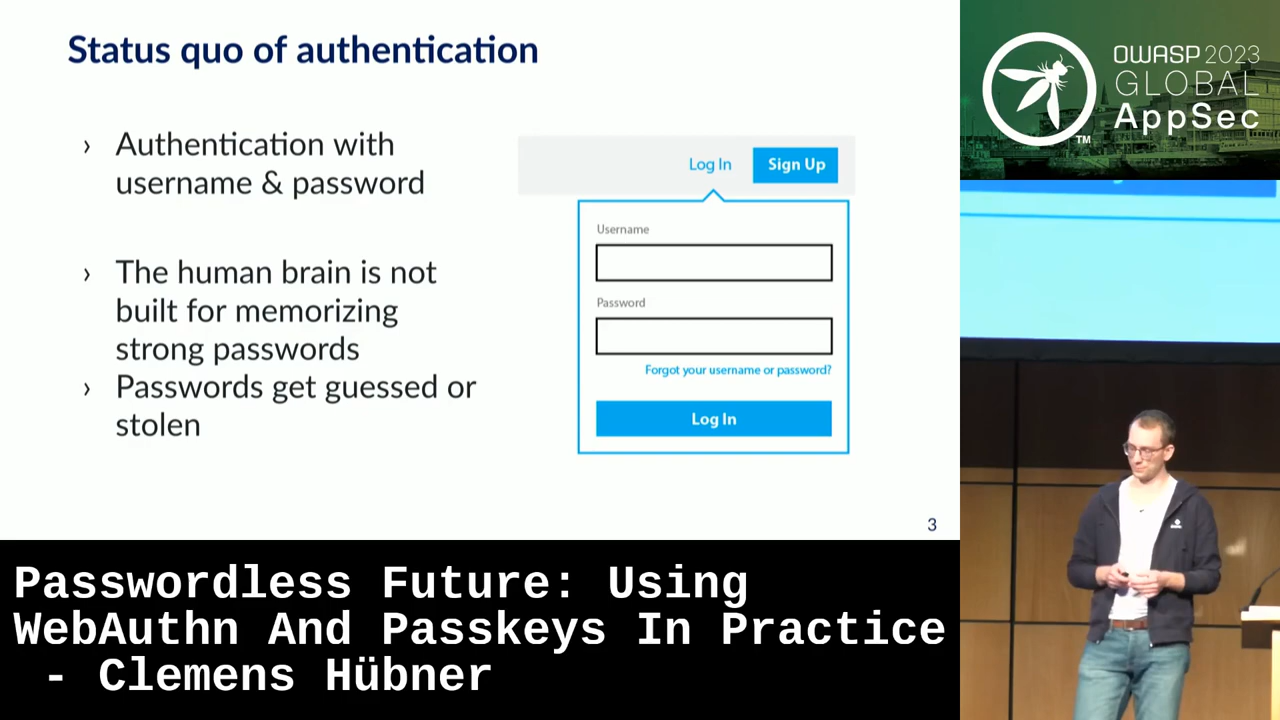 Status quo of authentication
› Authentication with
username & password
› The human brain is not
built for memorizing
strong passwords
› Passwords get guessed or
stolen
Log In
Sign Up
Username
Password
Forgot your username or password?
Log In
3
OWASP 2023
GLOBAL
AppSec
TM
Passwordless Future: Using
WebAuthn And Passkeys In Practice
- Clemens Hübner